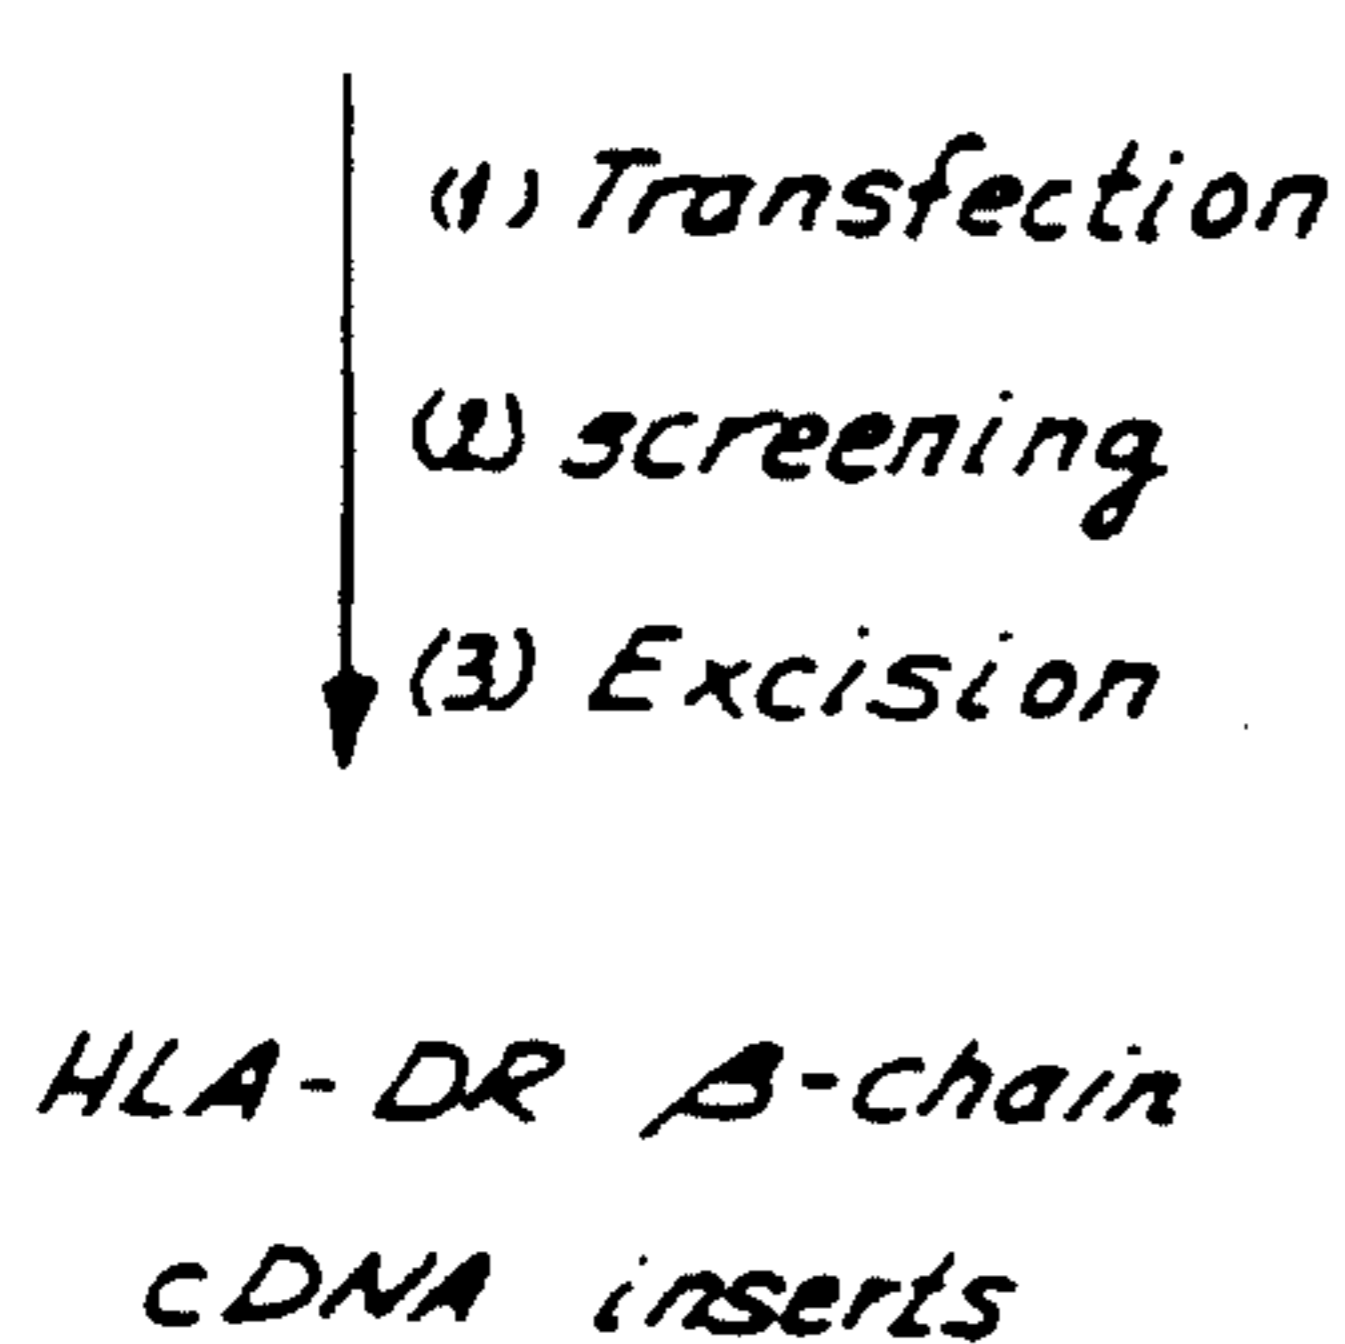 (1) Transfection
(2) screening
(3) Excision
HLA-DR β-chain
cDNA inserts